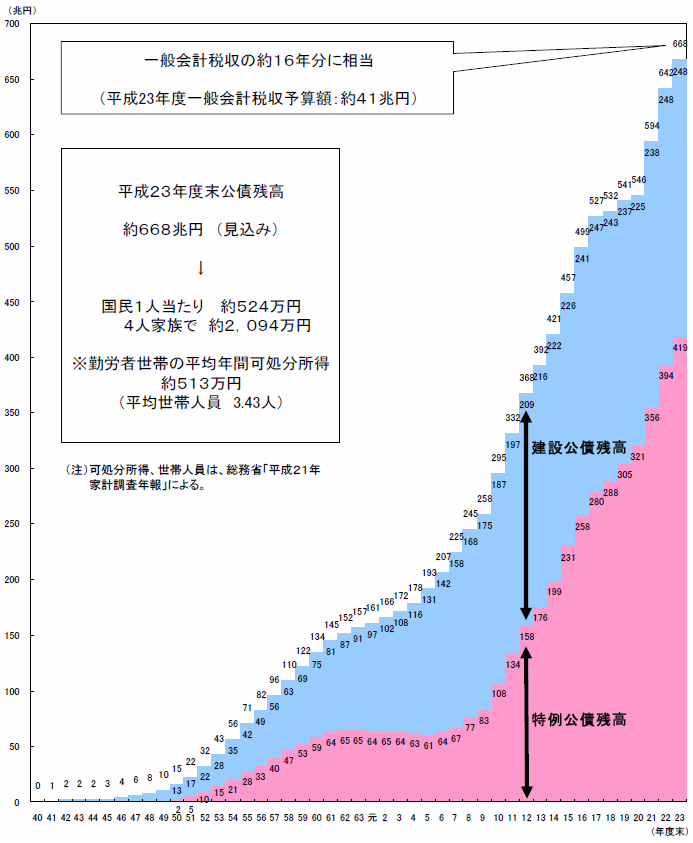 （兆円）
700
650
600
550
500
450
400
350
300
250
200
150
100
50
0
一般会計税収の約16年分に相当
（平成23年度一般会計税収予算額：約４１兆円）
平成２３年度末公債残高
約６６８兆円　（見込み）
↓
国民１人当たり　約５２４万円
４人家族で　約２，０９４万円
※勤労者世帯の平均年間可処分所得
約５１３万円
（平均世帯人員　3.43人）
（注）可処分所得、世帯人員は、総務省「平成２１年
家計調査年報」による。
建設公債残高
特例公債残高
0 1 2 2 2 3 4 6 8 10 15 22 32 43 56 71 82 96 110 122 134 145 152 157 161 166 172 178 193 207 225 245 258 295 332 368 392 421 457 499 527 532 541 546 594 642 668
13 17 22 28 35 42 49 56 63 69 75 81 87 91 97 102 108 116 131 142 158 168 175 187 197 209 216 222 226 241 247 243 237 225 238 248 248
2 5 10 15 21 28 33 40 47 53 59 64 65 65 64 65 64 63 61 64 67 77 83 108 134 158 176 199 231 258 280 288 305 321 356 394 419
40 41 42 43 44 45 46 47 48 49 50 51 52 53 54 55 56 57 58 59 60 61 62 63 元 2 3 4 5 6 7 8 9 10 11 12 13 14 15 16 17 18 19 20 21 22 23 （年度末）